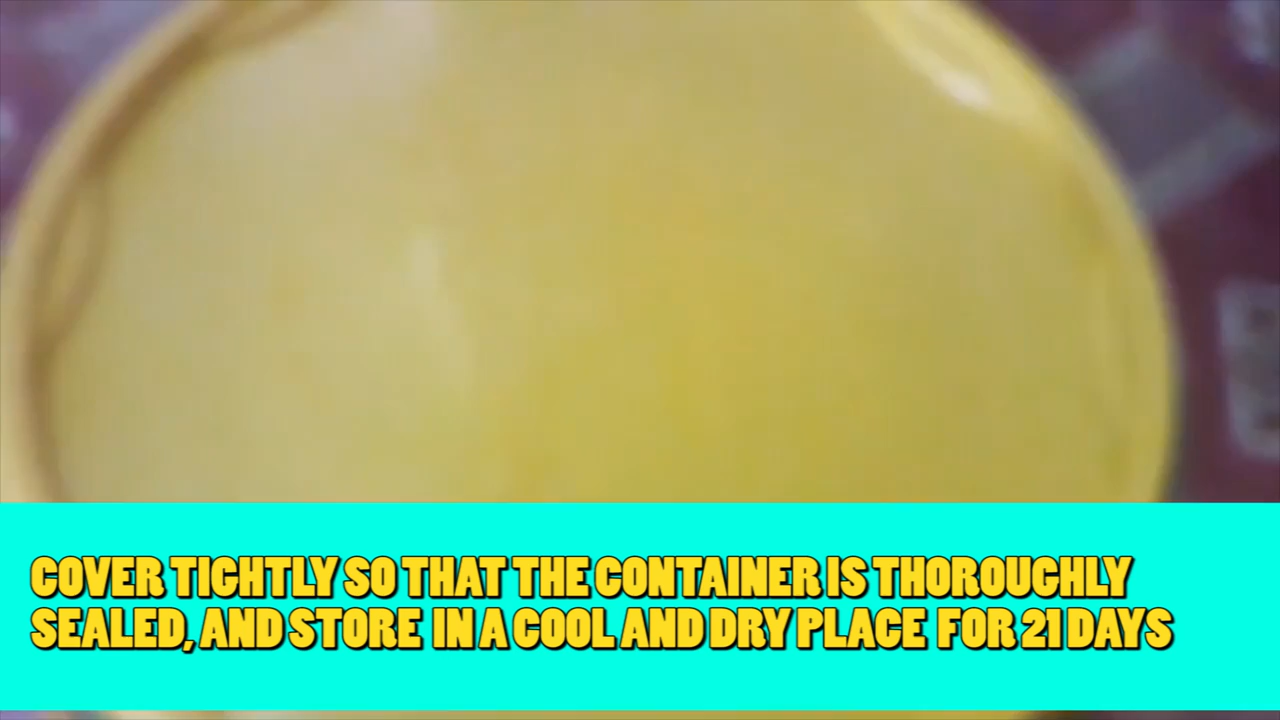 COVER TIGHTLY SO THAT THE CONTAINER IS THOROUGHLY
SEALED, AND STORE IN A COOL AND DRY PLACE FOR 21 DAYS